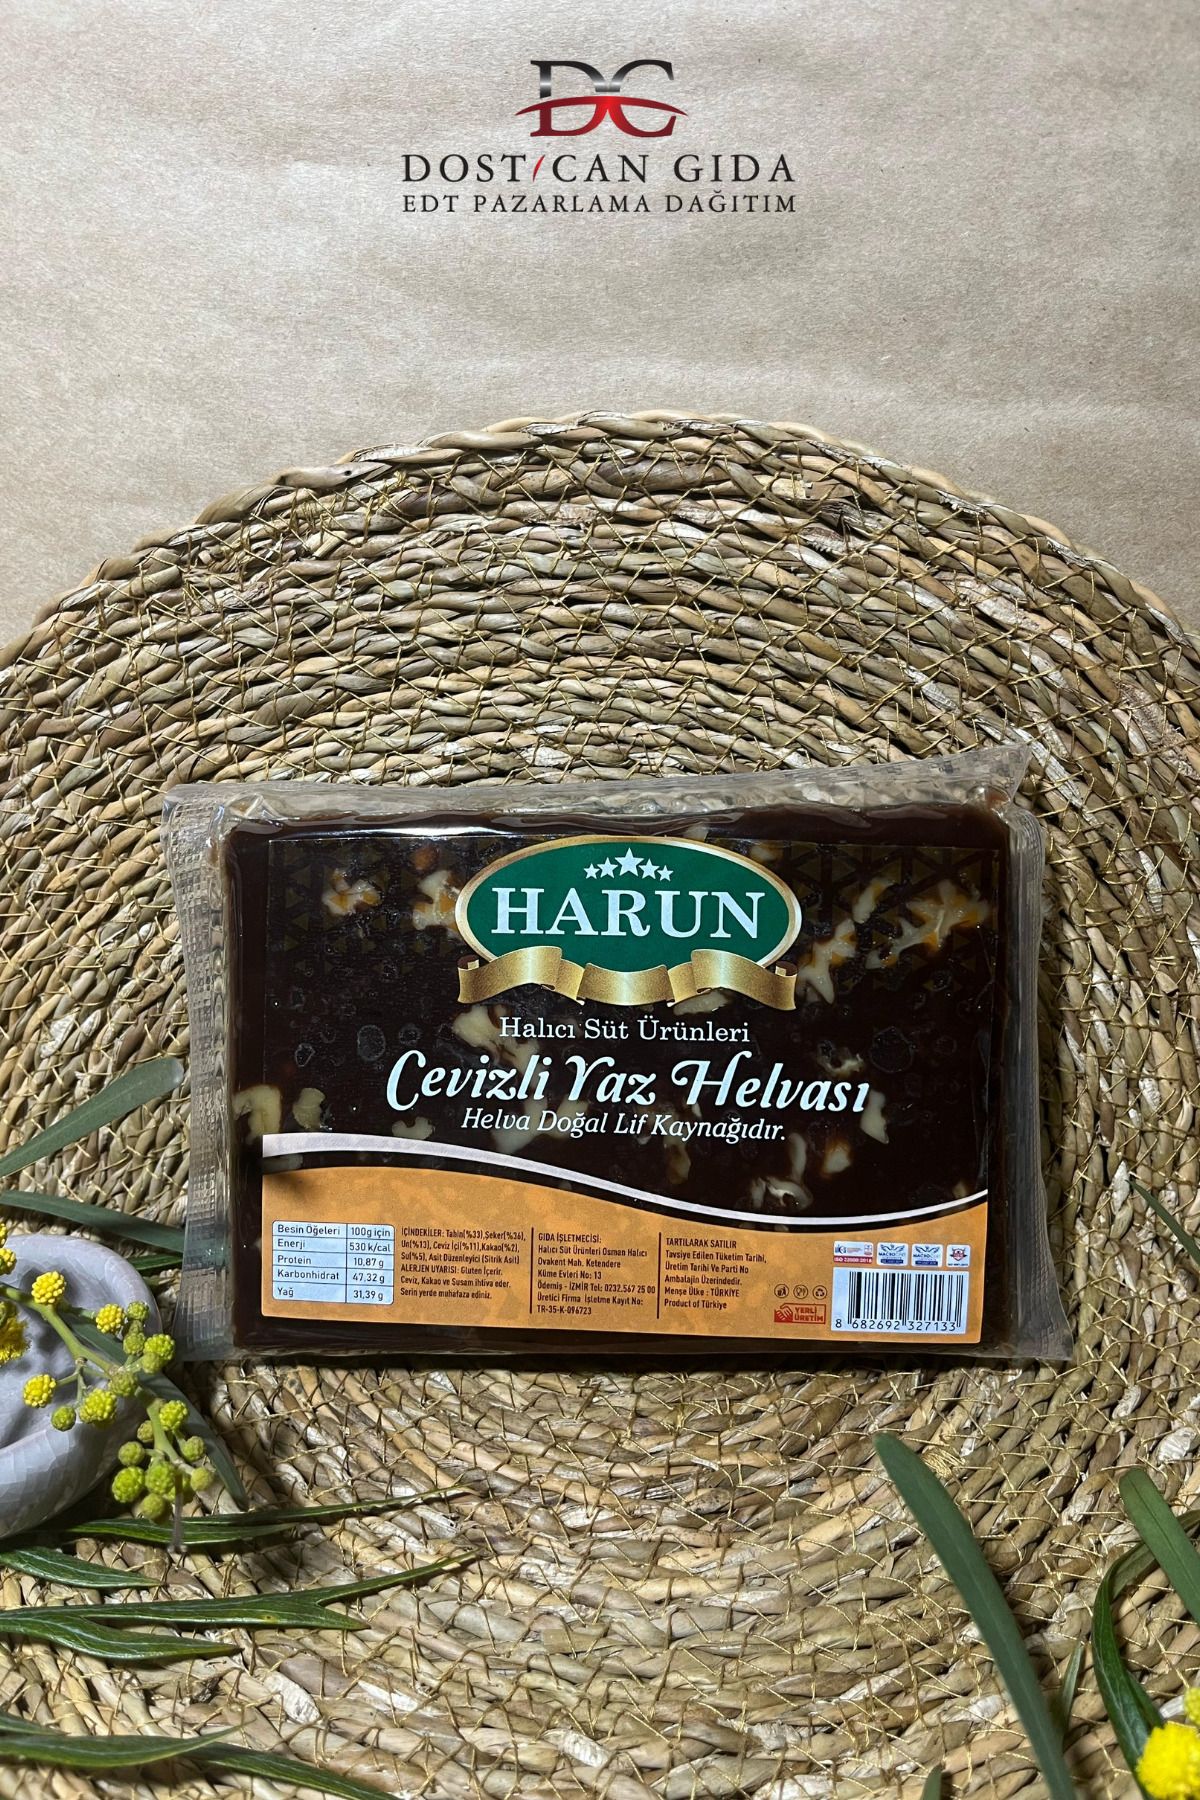 DC
DOST CAN GIDA
EDT PAZARLAMA DAĞITIM
HARUN
Halıcı Süt Ürünleri
Cevizli Yaz Helvası
Helva Doğal Lif Kaynağıdır.
Besin Öğeleri 100g için
Enerji 530 k/cal
Protein 10,87 g
Karbonhidrat 47,32 g
Yağ 31,39 g
İÇİNDEKİLER: Tahin(%33),Şeker(%36),
Un(%13), Ceviz İçi(%11),Kakao(%2),
Su(%5), Asit Düzenleyici (Sitrik Asit)
ALERJEN UYARISI: Gluten İçerir.
Ceviz, Kakao ve Susam ihtiva eder.
Serin yerde muhafaza ediniz.
GIDA İŞLETMECİSİ:
Halıcı Süt Ürünleri Osman Halıcı
Ovakent Mah. Ketendere
Küme Evleri No: 13
Ödemiş - İZMİR Tel: 0232.567 25 00
Üretici Firma İşletme Kayıt No:
TR-35-K-096723
TARTILARAK SATILIR
Tavsiye Edilen Tüketim Tarihi,
Üretim Tarihi Ve Parti No
Ambalajın Üzerindedir.
Menşe Ülke : TÜRKİYE
Product of Türkiye
YERLİ
ÜRETİM
8 682692 327133